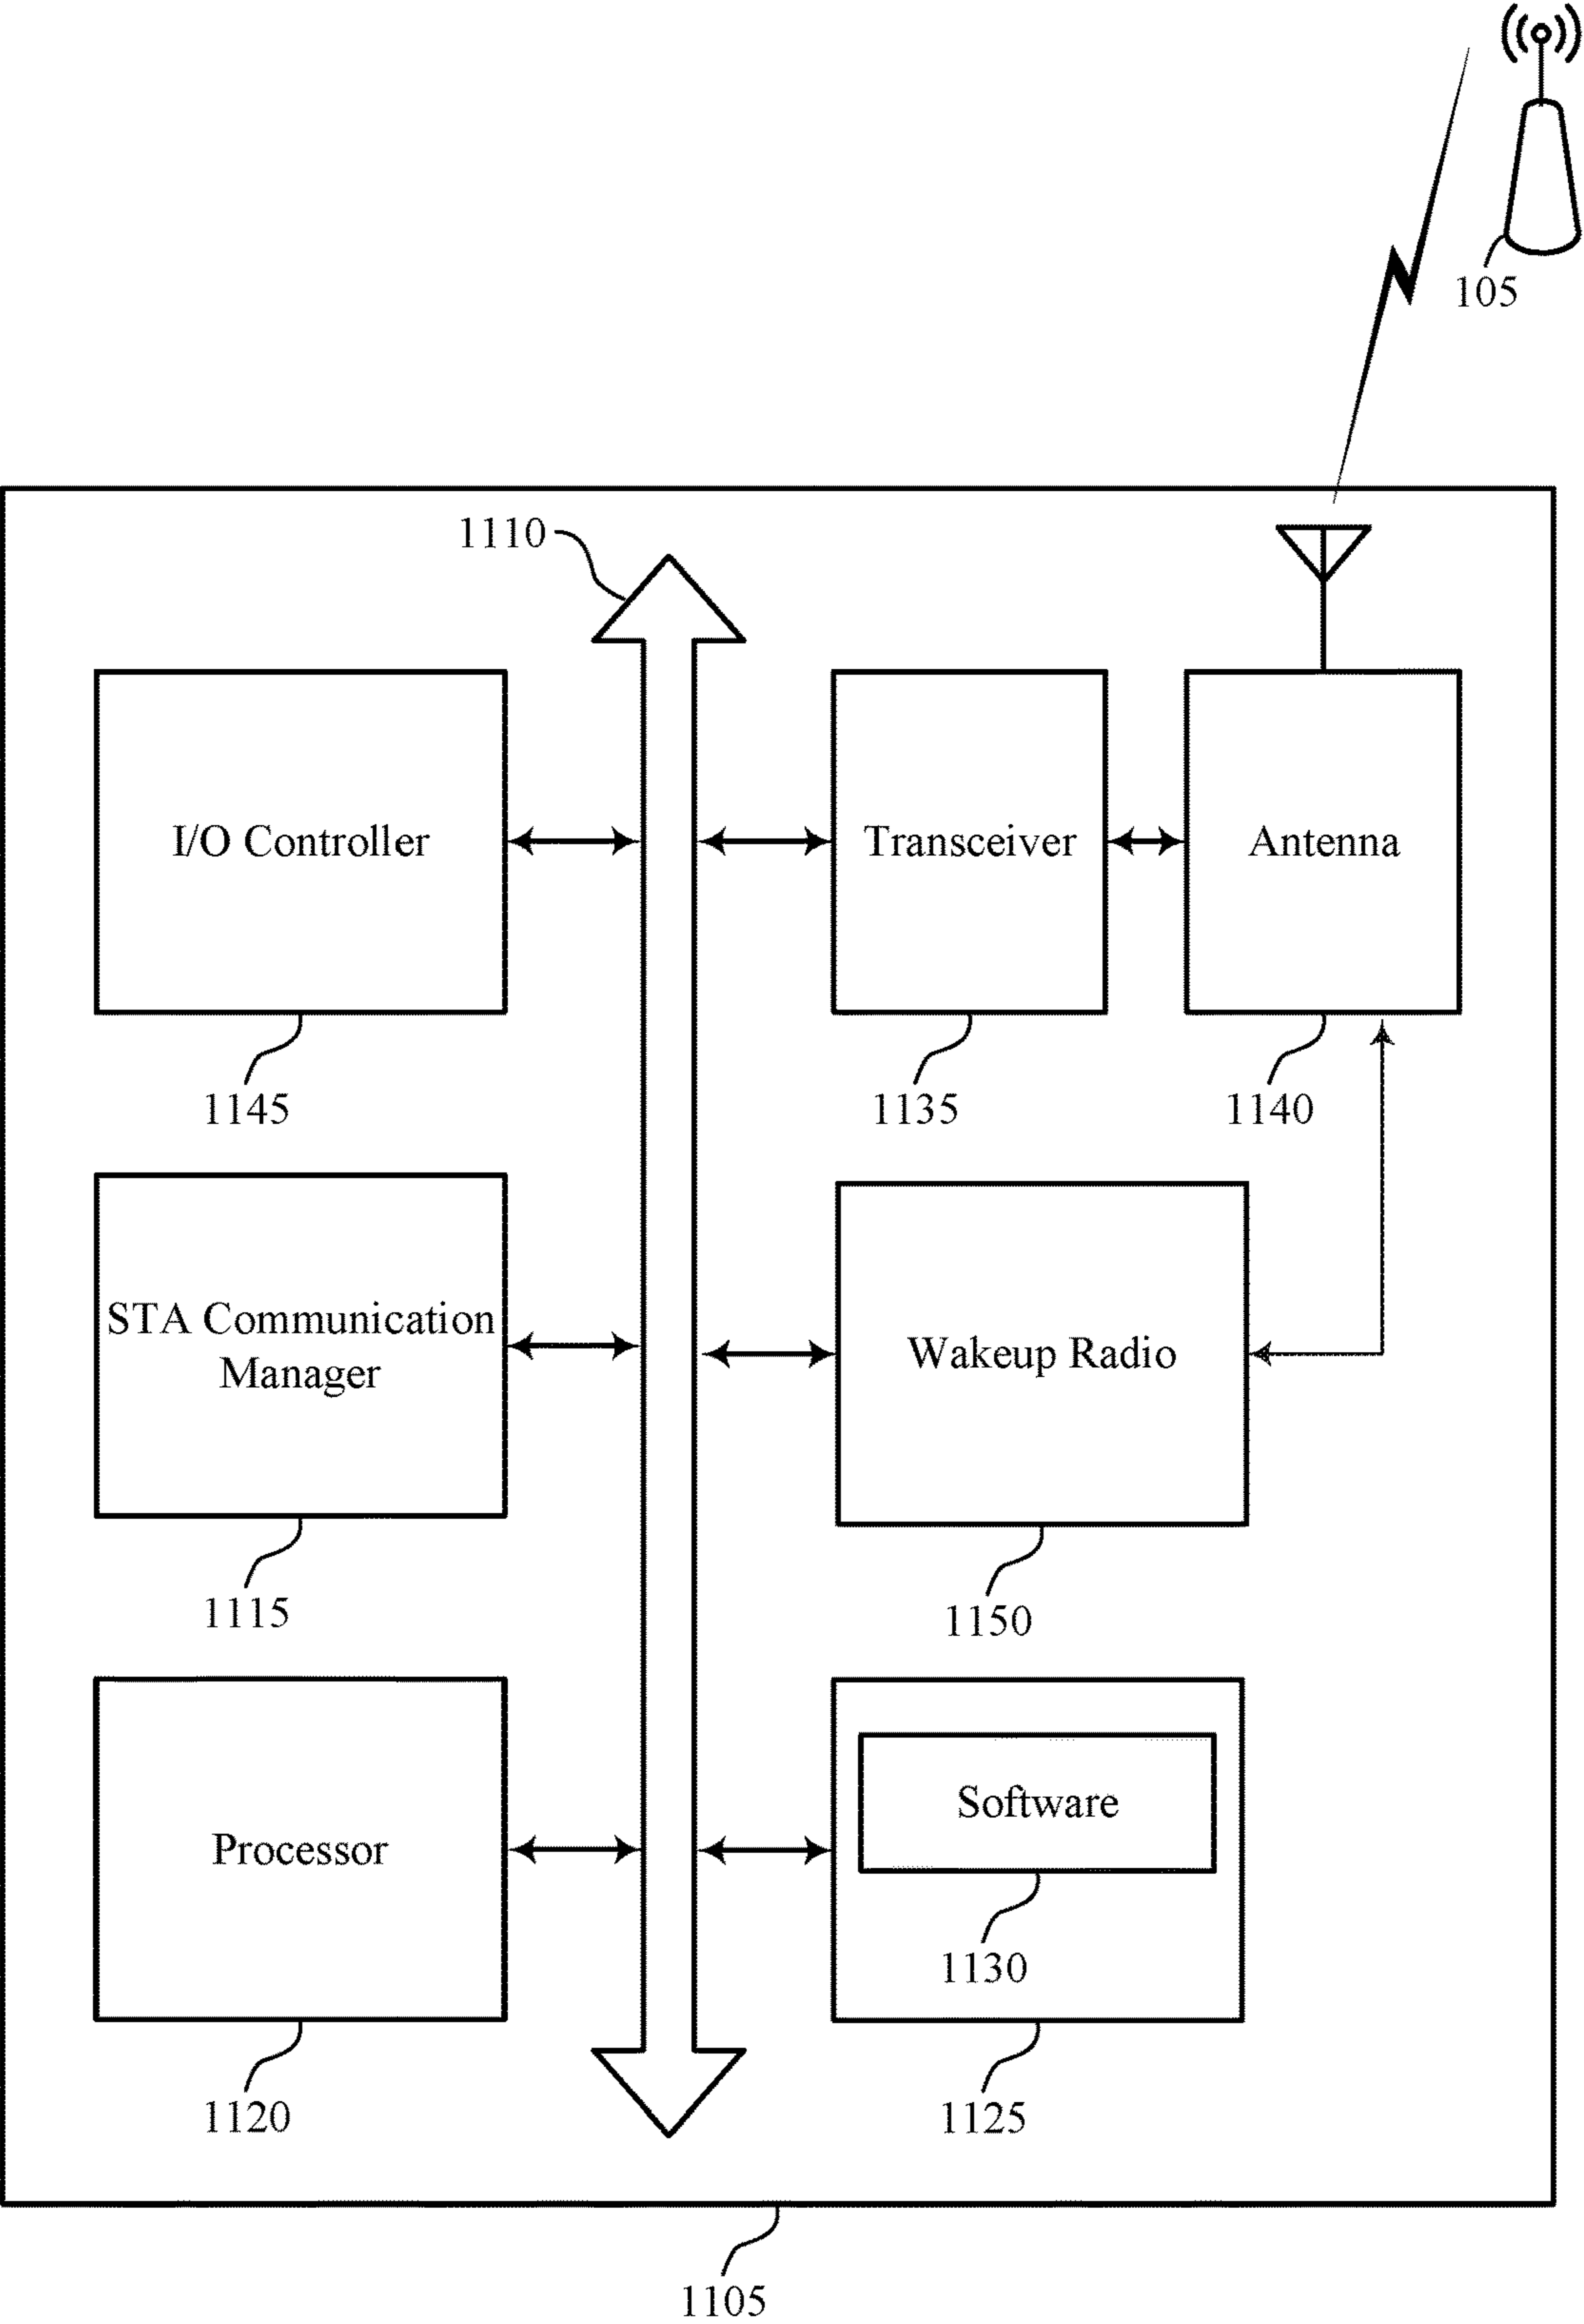 105
1110
I/O Controller
Transceiver
Antenna
1145
1135
1140
STA Communication
Manager
Wakeup Radio
1115
1150
Processor
Software
1130
1120
1125
1105